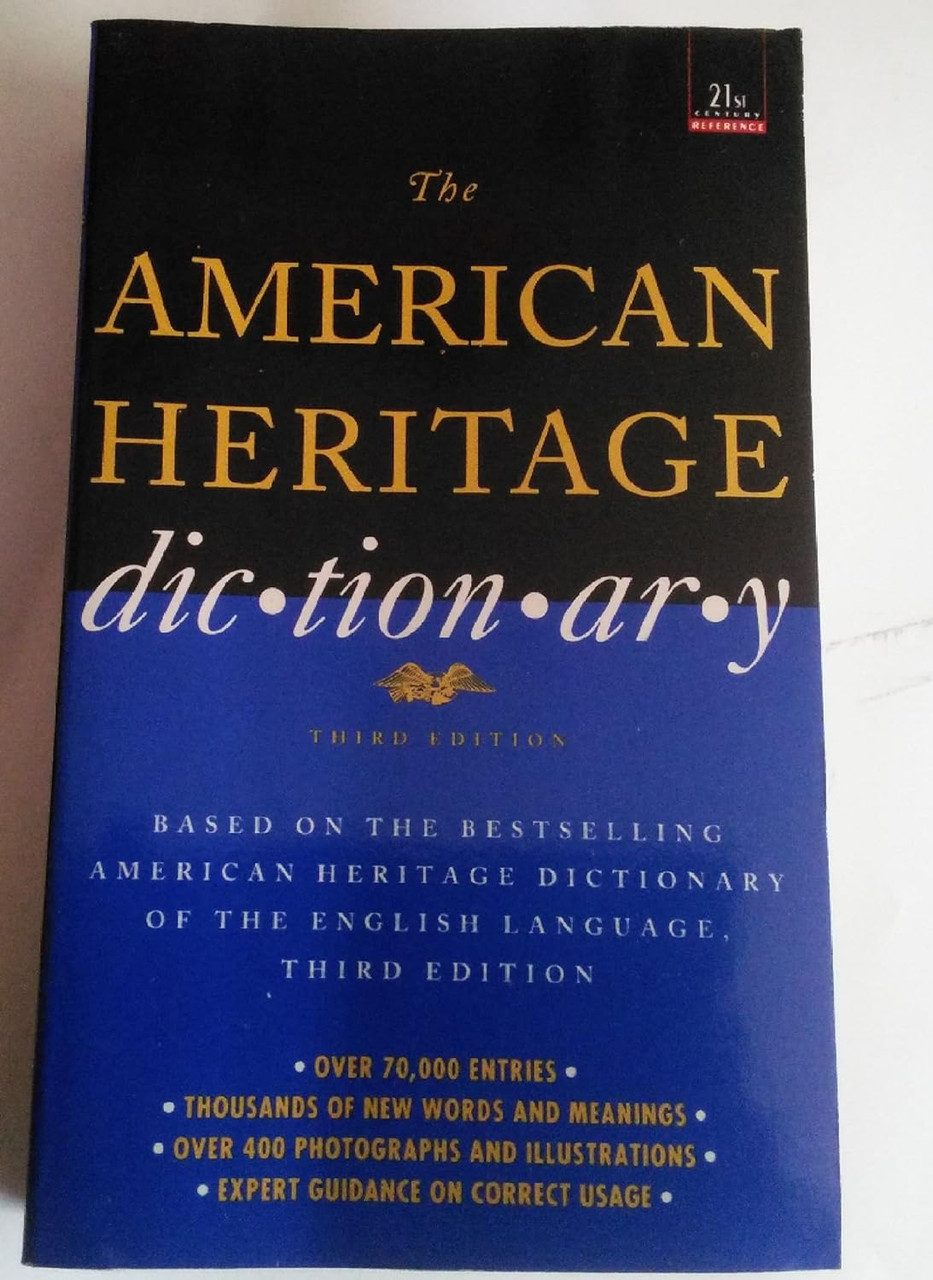 21ST
CENTURY
REFERENCE
The
AMERICAN
HERITAGE
dic•tion•ar•y
THIRD EDITION
BASED ON THE BESTSELLING
AMERICAN HERITAGE DICTIONARY
OF THE ENGLISH LANGUAGE,
THIRD EDITION
• OVER 70,000 ENTRIES •
• THOUSANDS OF NEW WORDS AND MEANINGS •
• OVER 400 PHOTOGRAPHS AND ILLUSTRATIONS •
• EXPERT GUIDANCE ON CORRECT USAGE •